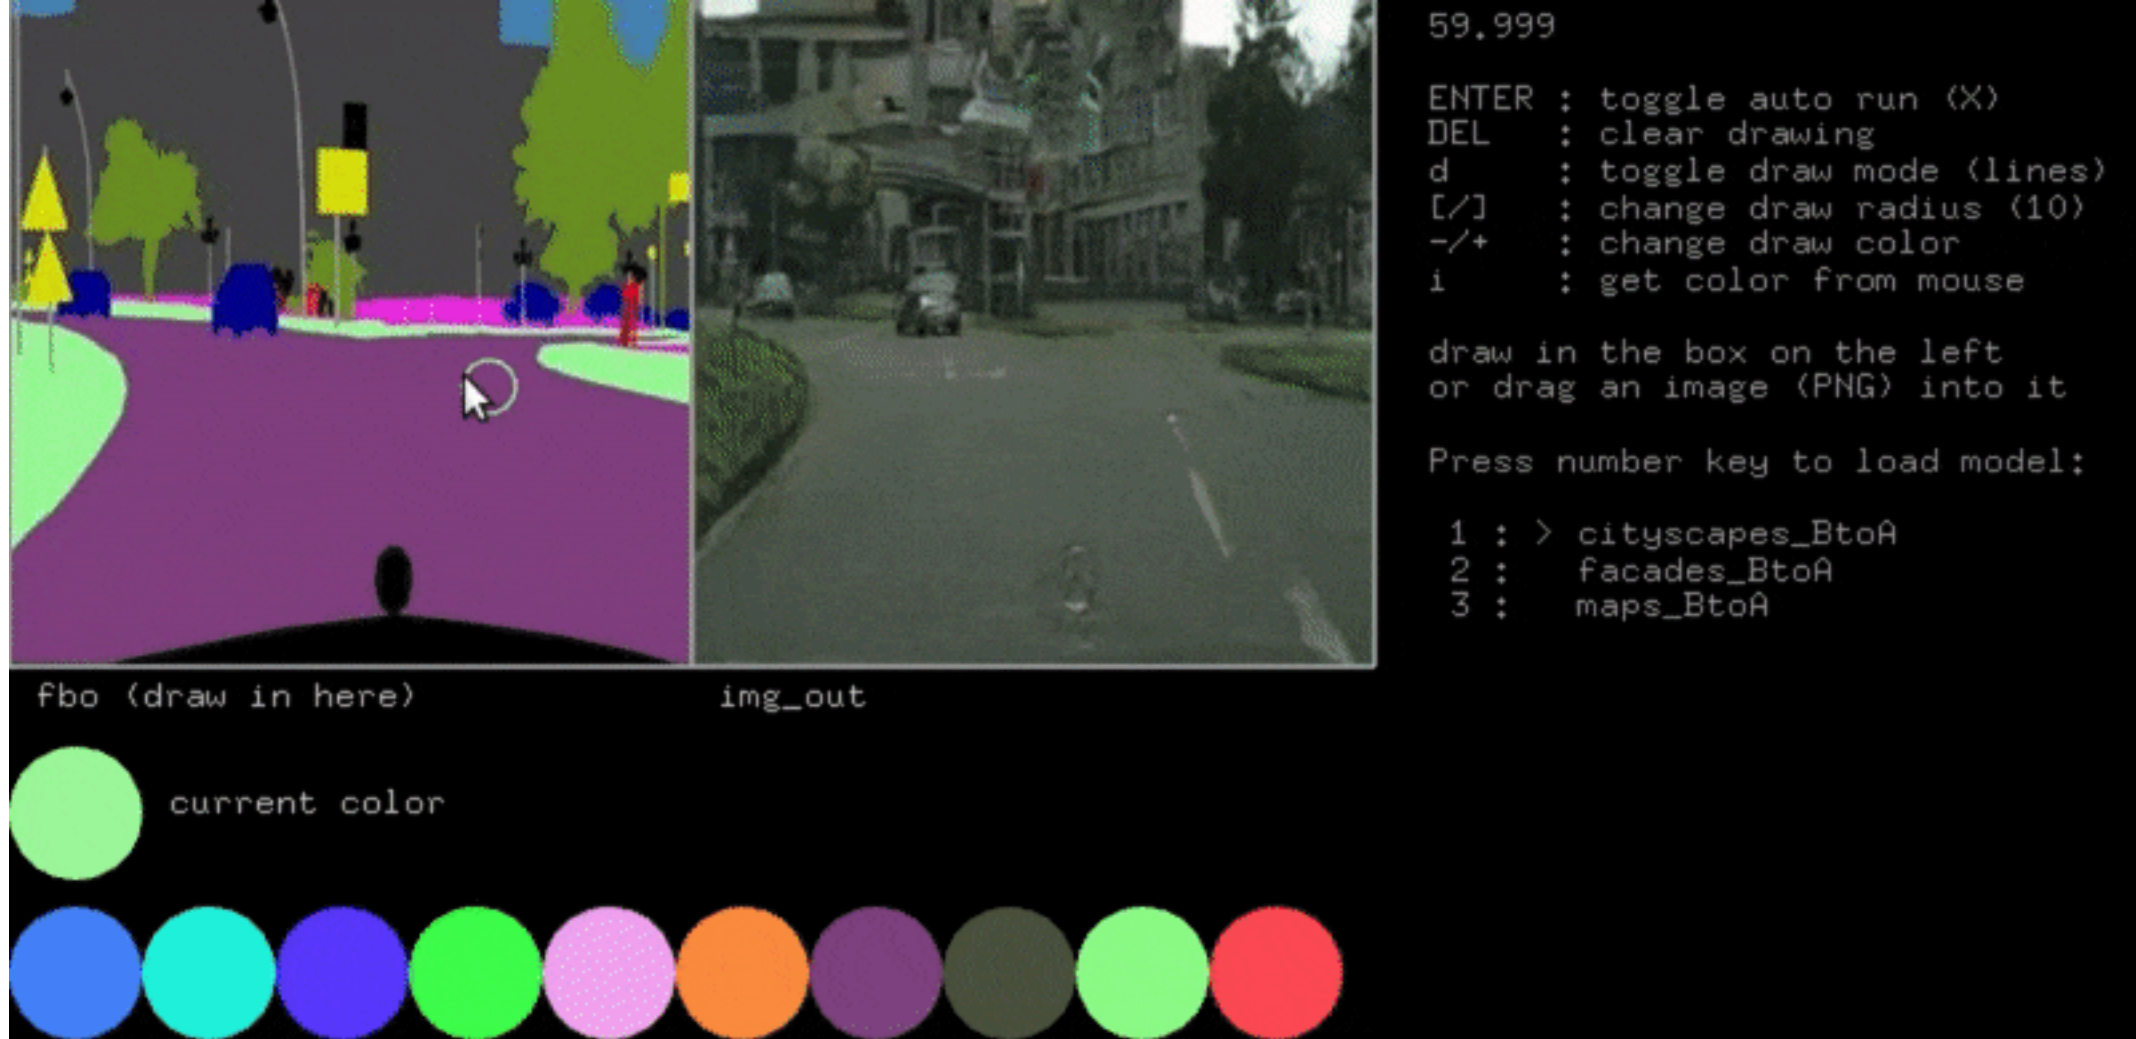 59.999
ENTER : toggle auto run (X)
DEL : clear drawing
d : toggle draw mode (lines)
[/] : change draw radius (10)
-/+ : change draw color
i : get color from mouse
draw in the box on the left
or drag an image (PNG) into it
Press number key to load model:
1 : > cityscapes_BtoA
2 : facades_BtoA
3 : maps_BtoA
fbo (draw in here)
img_out
current color